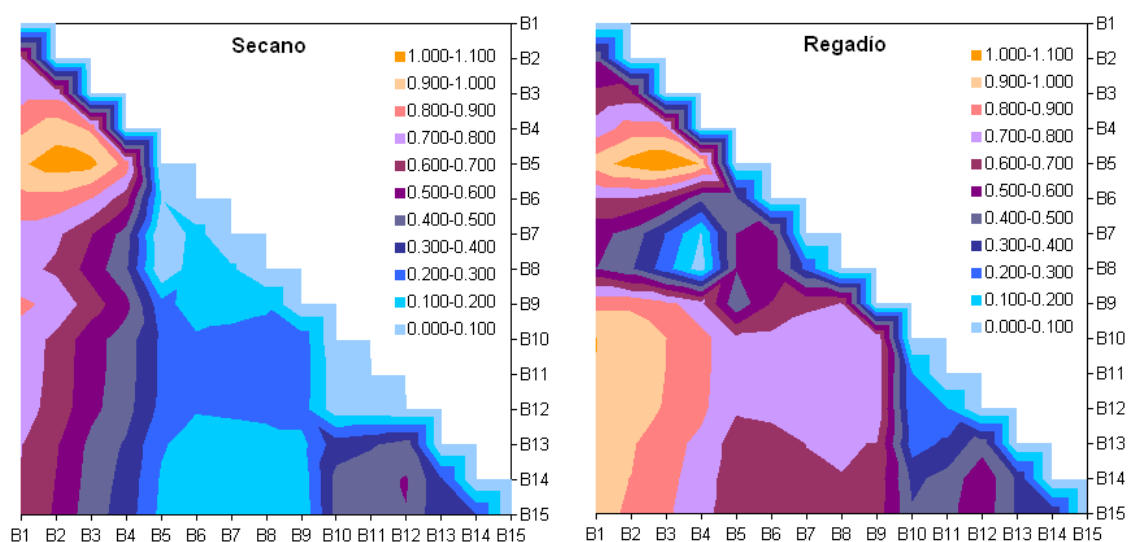 Secano
1.000-1.100
0.900-1.000
0.800-0.900
0.700-0.800
0.600-0.700
0.500-0.600
0.400-0.500
0.300-0.400
0.200-0.300
0.100-0.200
0.000-0.100
B1
B2
B3
B4
B5
B6
B7
B8
B9
B10
B11
B12
B13
B14
B15
B1 B2 B3 B4 B5 B6 B7 B8 B9 B10 B11 B12 B13 B14 B15
Regadío
1.000-1.100
0.900-1.000
0.800-0.900
0.700-0.800
0.600-0.700
0.500-0.600
0.400-0.500
0.300-0.400
0.200-0.300
0.100-0.200
0.000-0.100
B1
B2
B3
B4
B5
B6
B7
B8
B9
B10
B11
B12
B13
B14
B15
B1 B2 B3 B4 B5 B6 B7 B8 B9 B10 B11 B12 B13 B14 B15